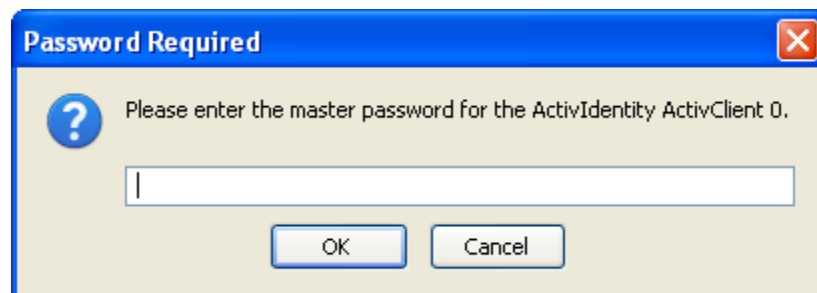 Password Required
Please enter the master password for the ActivIdentity ActivClient 0.
OK
Cancel